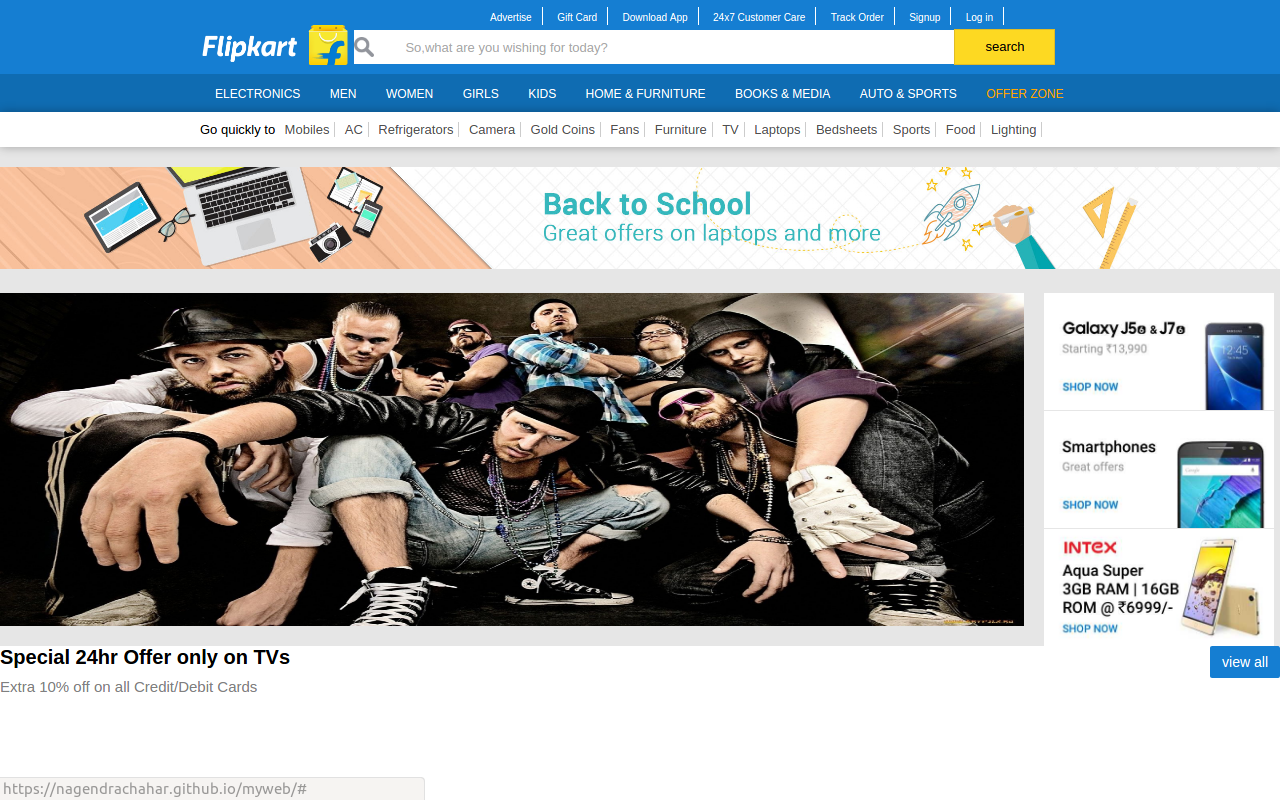 Advertise Gift Card Download App 24x7 Customer Care Track Order Signup Log in
Flipkart
So,what are you wishing for today?
search
ELECTRONICS MEN WOMEN GIRLS KIDS HOME & FURNITURE BOOKS & MEDIA AUTO & SPORTS OFFER ZONE
Go quickly to Mobiles AC Refrigerators Camera Gold Coins Fans Furniture TV Laptops Bedsheets Sports Food Lighting
Back to School
Great offers on laptops and more
Galaxy J5 6 & J7 6
Starting ₹13,990
12:45
SHOP NOW
Smartphones
Great offers
SHOP NOW
INTEX
Aqua Super
3GB RAM | 16GB
ROM @ ₹6999/-
SHOP NOW
Special 24hr Offer only on TVs
view all
Extra 10% off on all Credit/Debit Cards
https://nagendrachahar.github.io/myweb/#